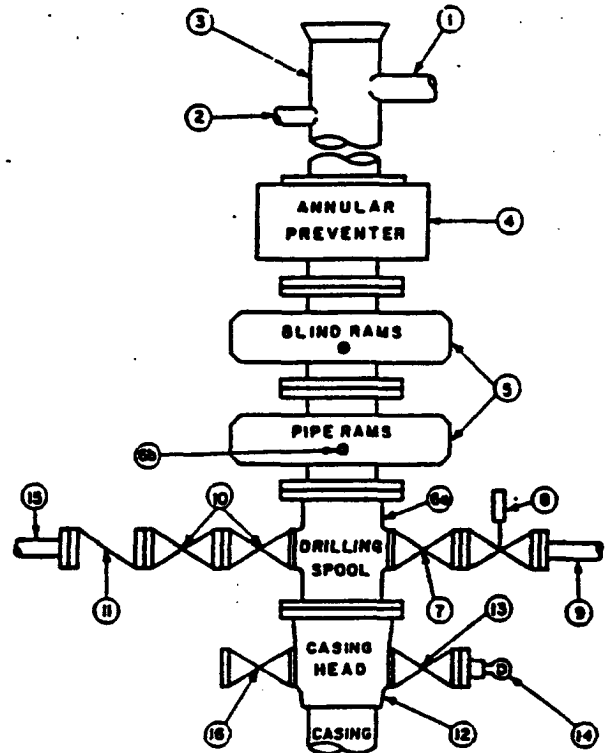 3
1
2
ANNULAR
PREVENTER
4
BLIND RAMS
5
PIPE RAMS
6b
15
10
6a
8
DRILLING
SPOOL
11
7
13
9
CASING
HEAD
16
12
14
CASING